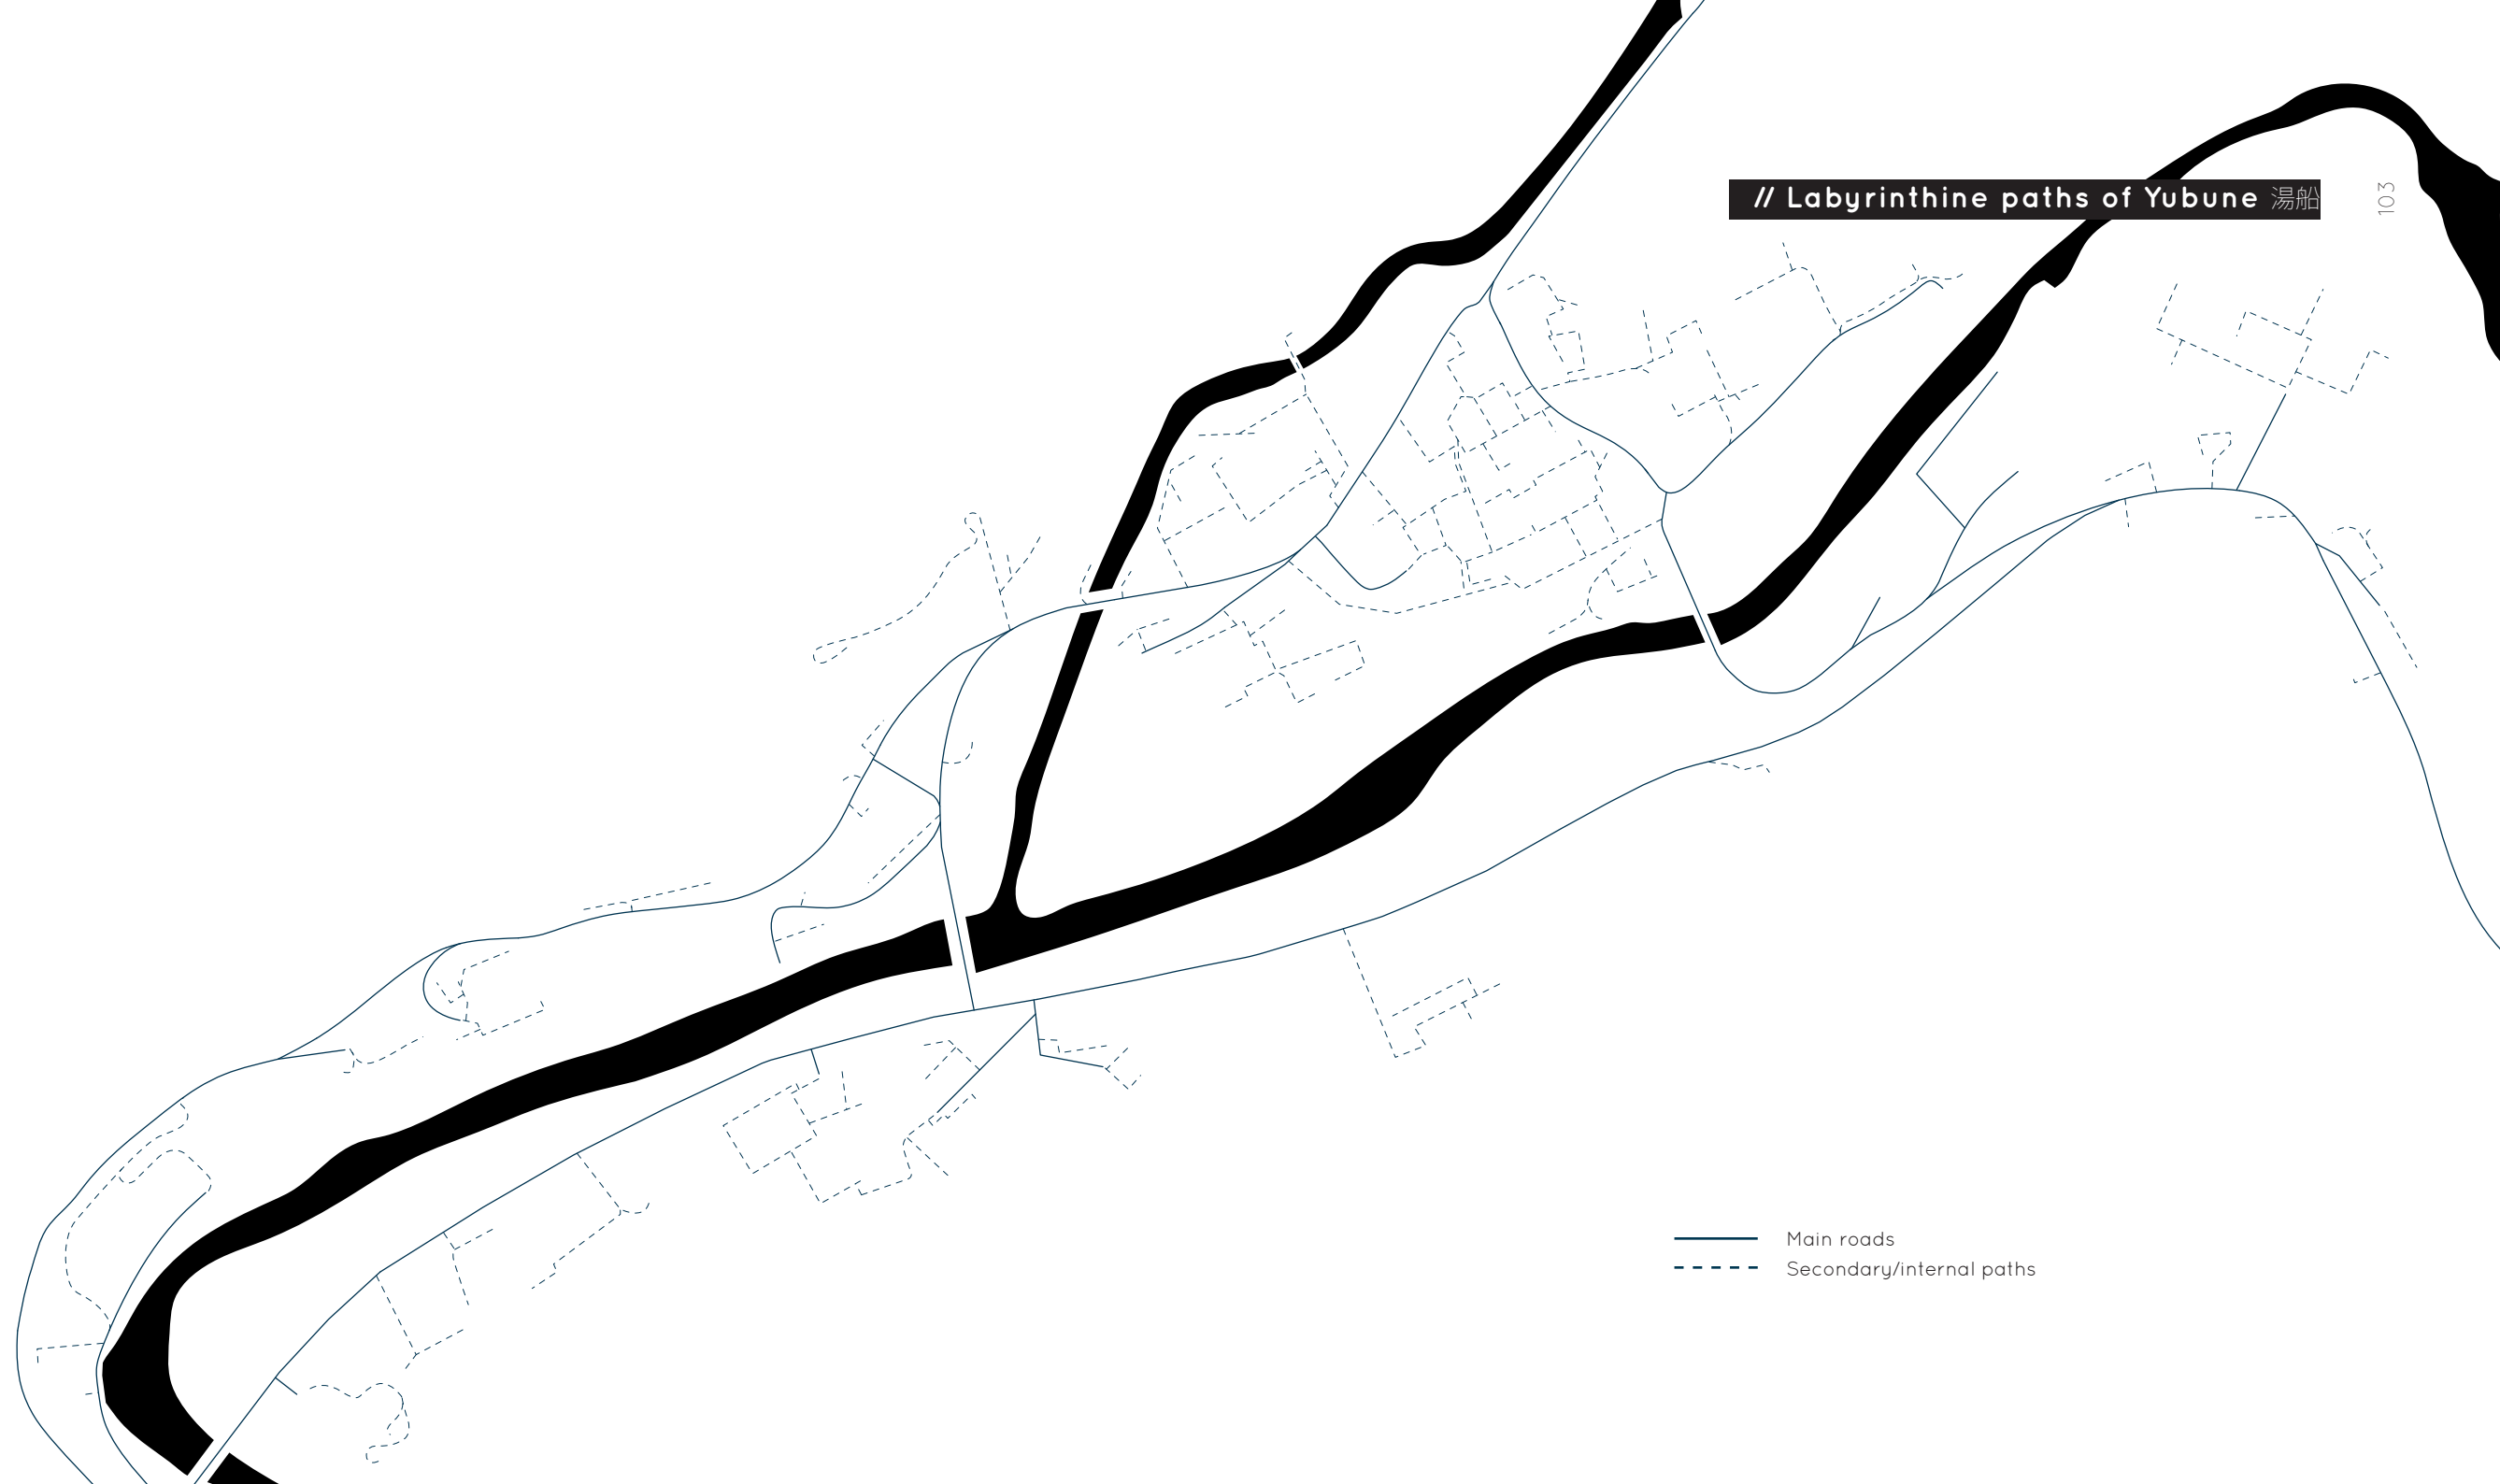 // Labyrinthine paths of Yubune 湯船
103
Main roads
Secondary/internal paths